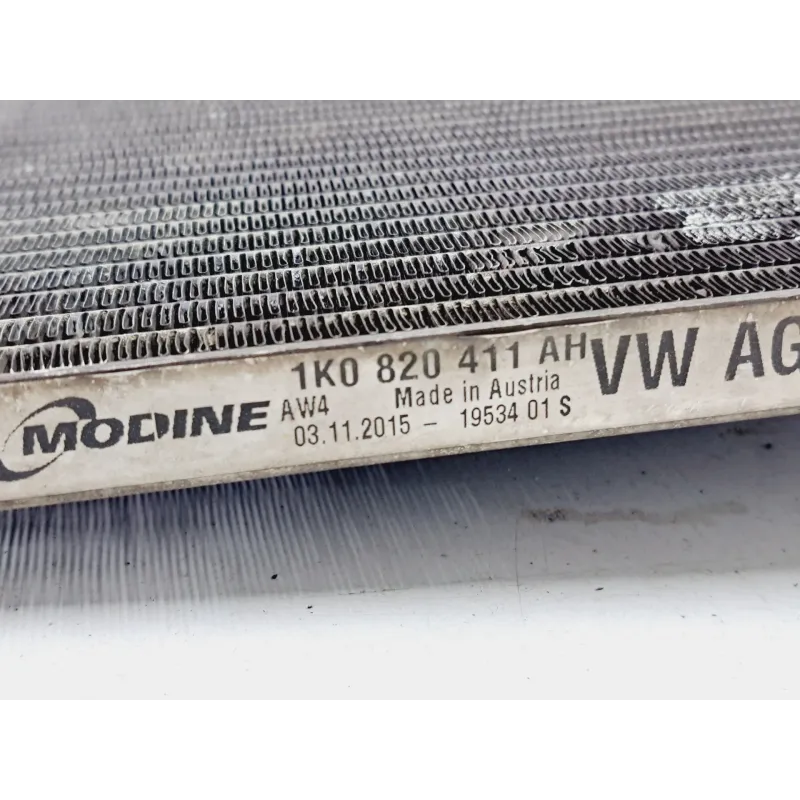 MODINE
1K0 820 411 AH
AW4 Made in Austria
03.11.2015 - 19534 01 S
VW AG